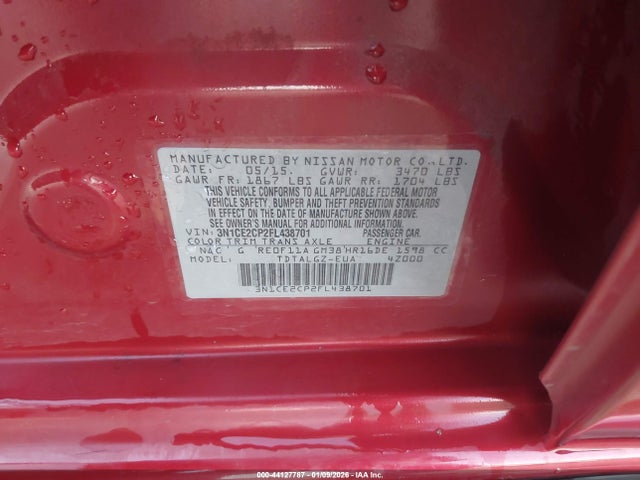 MANUFACTURED BY NISSAN MOTOR CO.,LTD.
DATE: 05/15. GVWR: 3470 LBS
GAWR FR: 1867 LBS GAWR RR: 1704 LBS
THIS VEHICLE CONFORMS TO ALL APPLICABLE FEDERAL MOTOR
VEHICLE SAFETY, BUMPER AND THEFT PREVENTION STANDARDS
IN EFFECT ON THE DATE OF MANUFACTURE SHOWN ABOVE.
SEE OWNER'S MANUAL FOR ADDITIONAL INFORMATION.
VIN: 3N1CE2CP2FL438701 PASSENGER CAR.
COLOR TRIM TRANS AXLE ENGINE
NAC G RE0F11A GM38 HR16DE 1598 CC
MODEL: TDTALGZ-EUA 4Z000
3N1CE2CP2FL438701
000-44127787 - 01/09/2026 - IAA Inc.